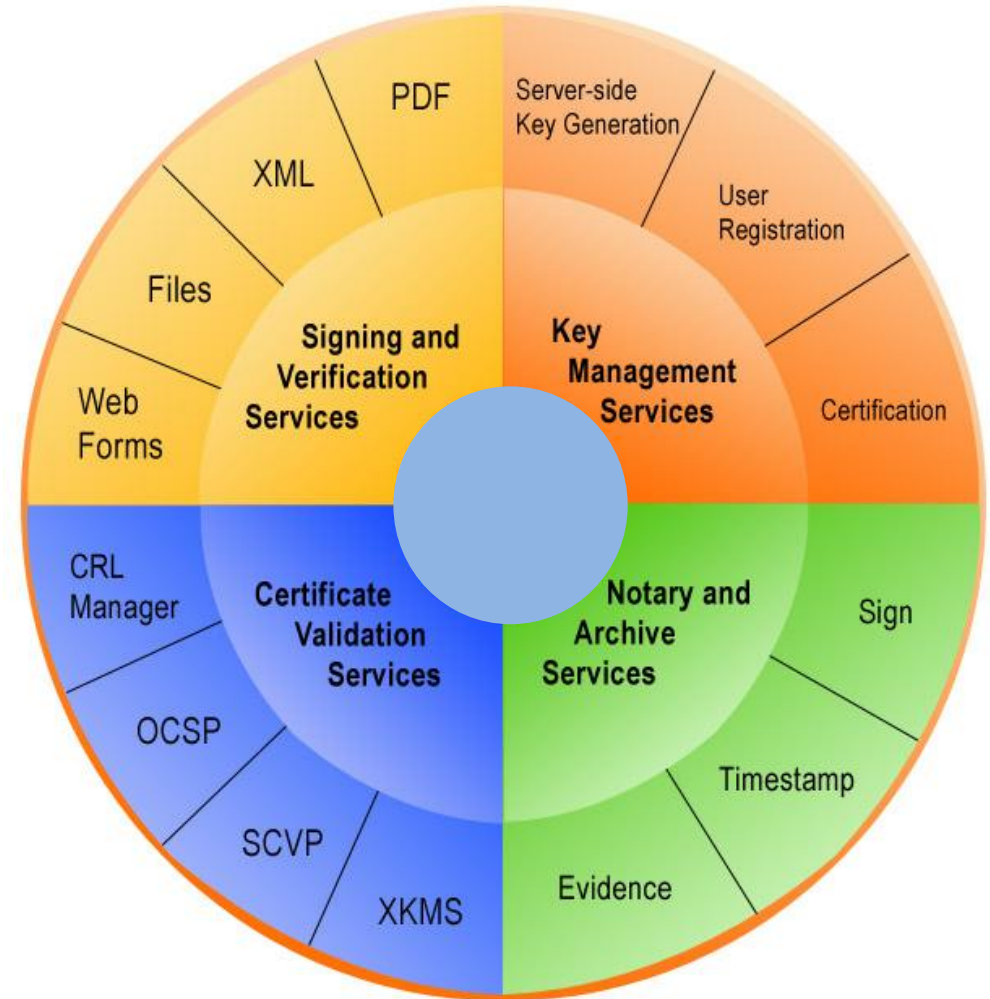 PDF
XML
Files
Web
Forms
Signing and
Verification
Services
Server-side
Key Generation
User
Registration
Certification
Key
Management
Services
CRL
Manager
OCSP
SCVP
XKMS
Certificate
Validation
Services
Notary and
Archive
Services
Sign
Timestamp
Evidence